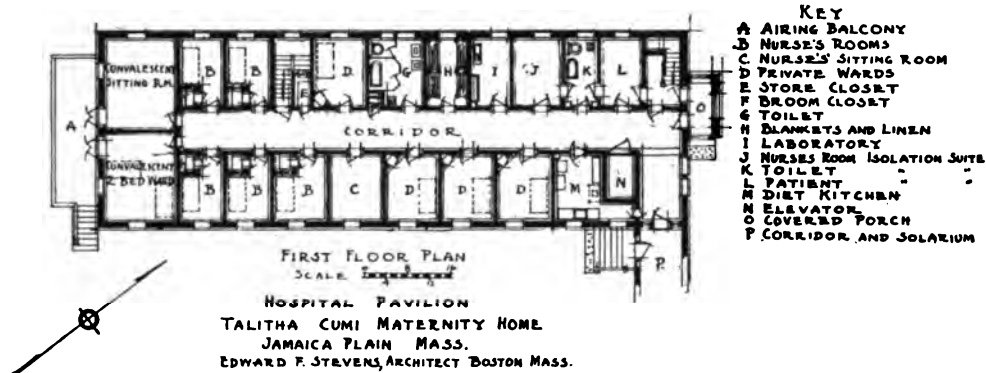 CONVALESCENT
SITTING RM.
B
B
E
D
G
H
I
J
K
L
O
A
CORRIDOR
CONVALESCENT
2 BED WARD
B
B
B
C
D
D
D
M
N
P.
FIRST FLOOR PLAN
SCALE
HOSPITAL PAVILION
TALITHA CUMI MATERNITY HOME
JAMAICA PLAIN MASS.
EDWARD F. STEVENS, ARCHITECT BOSTON MASS.
KEY
A AIRING BALCONY
B NURSE'S ROOMS
C NURSE'S SITTING ROOM
D PRIVATE WARDS
E STORE CLOSET
F BROOM CLOSET
G TOILET
H BLANKETS AND LINEN
I LABORATORY
J NURSES ROOM ISOLATION SUITE
K TOILET " "
L PATIENT " "
M DIET KITCHEN
N ELEVATOR
O COVERED PORCH
P CORRIDOR AND SOLARIUM